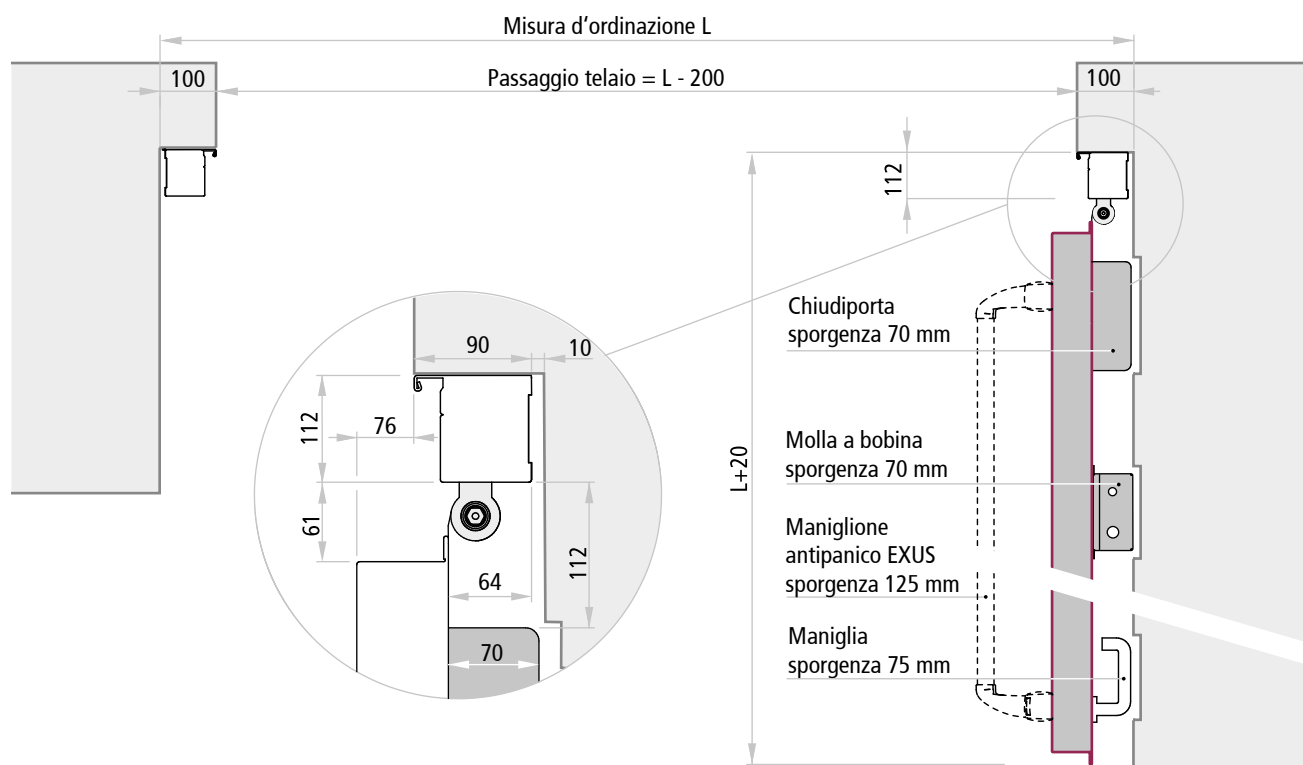 Misura d‘ordinazione L
100
Passaggio telaio = L - 200
100
112
L+20
Chiudiporta
sporgenza 70 mm
Molla a bobina
sporgenza 70 mm
Maniglione
antipanico EXUS
sporgenza 125 mm
Maniglia
sporgenza 75 mm
90
10
112
76
61
64
112
70